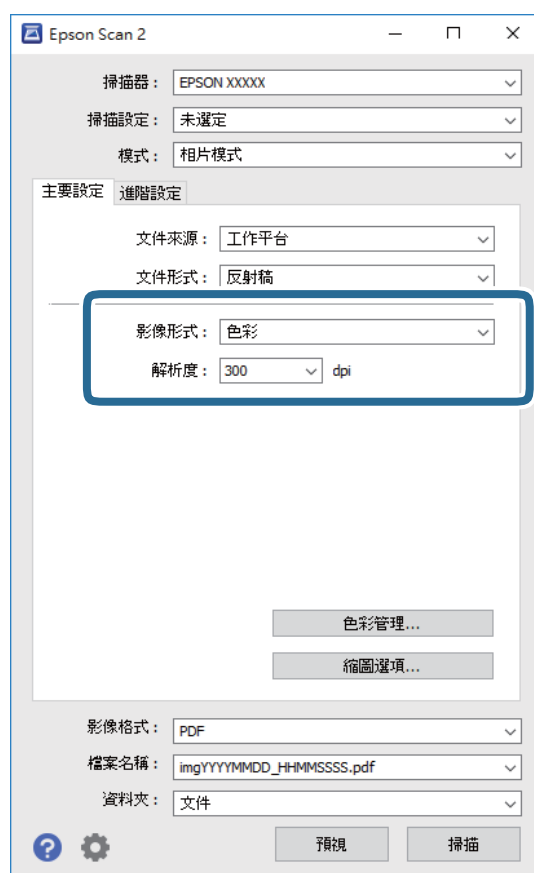 Epson Scan 2
掃描器： EPSON XXXXX
掃描設定： 未選定
模式： 相片模式
主要設定 進階設定
文件來源： 工作平台
文件形式： 反射稿
影像形式： 色彩
解析度： 300 dpi
色彩管理...
縮圖選項...
影像格式： PDF
檔案名稱： imgYYYYMMDD_HHMMSSSS.pdf
資料夾： 文件
? 預視 掃描